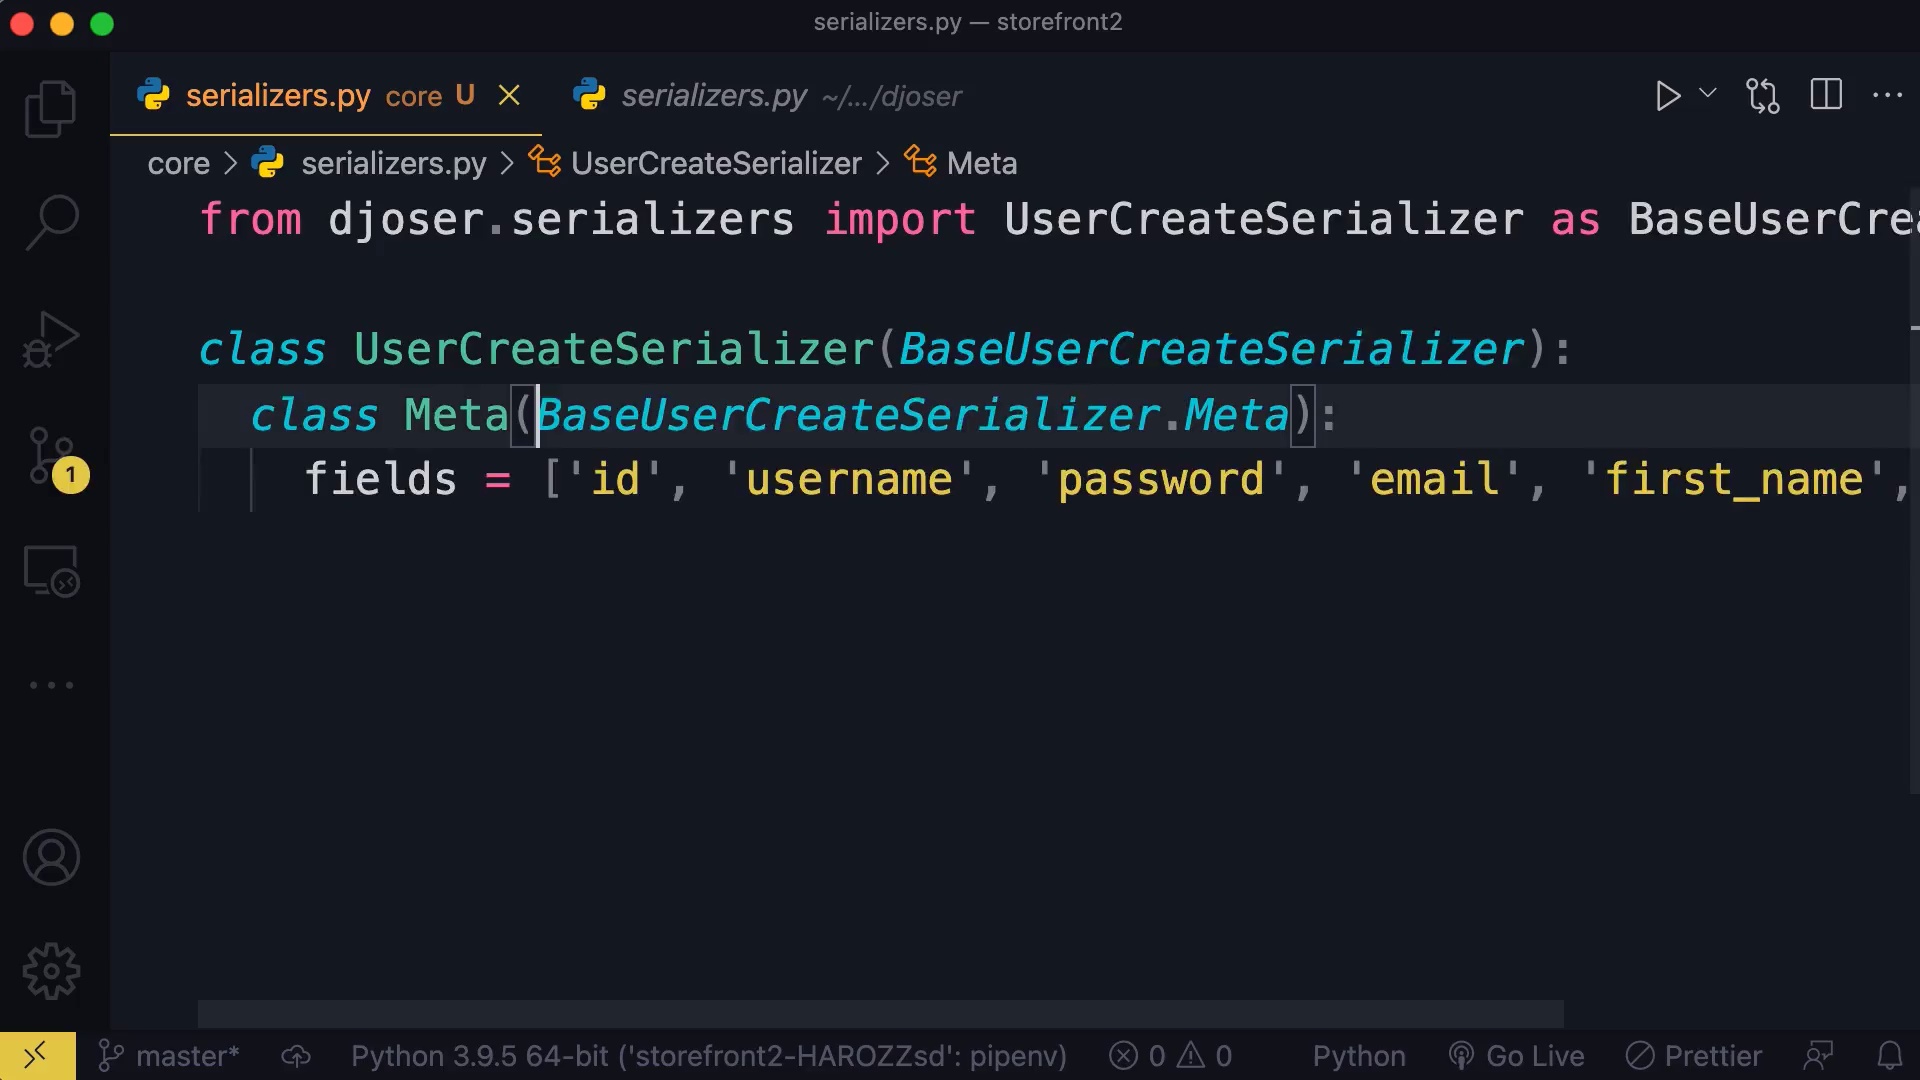 serializers.py — storefront2
serializers.py core U serializers.py ~/.../djoser
core > serializers.py > UserCreateSerializer > Meta
from djoser.serializers import UserCreateSerializer as BaseUserCrea
class UserCreateSerializer(BaseUserCreateSerializer):
class Meta(BaseUserCreateSerializer.Meta):
fields = ['id', 'username', 'password', 'email', 'first_name',
1
master* Python 3.9.5 64-bit ('storefront2-HAROZZsd': pipenv) 0 0 Python Go Live Prettier